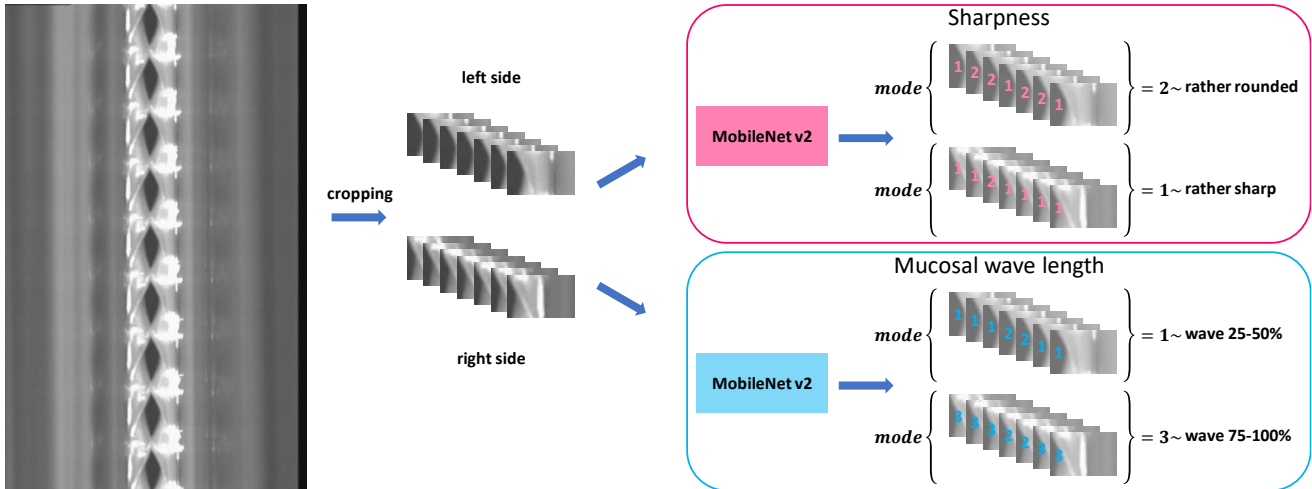 cropping
left side
right side
Sharpness
MobileNet v2
mode { 1 2 2 1 2 2 1 } = 2~ rather rounded
mode { 1 1 2 1 1 1 1 } = 1~ rather sharp
Mucosal wave length
MobileNet v2
mode { 1 1 1 2 2 1 1 } = 1~ wave 25-50%
mode { 3 3 3 2 2 3 3 } = 3~ wave 75-100%